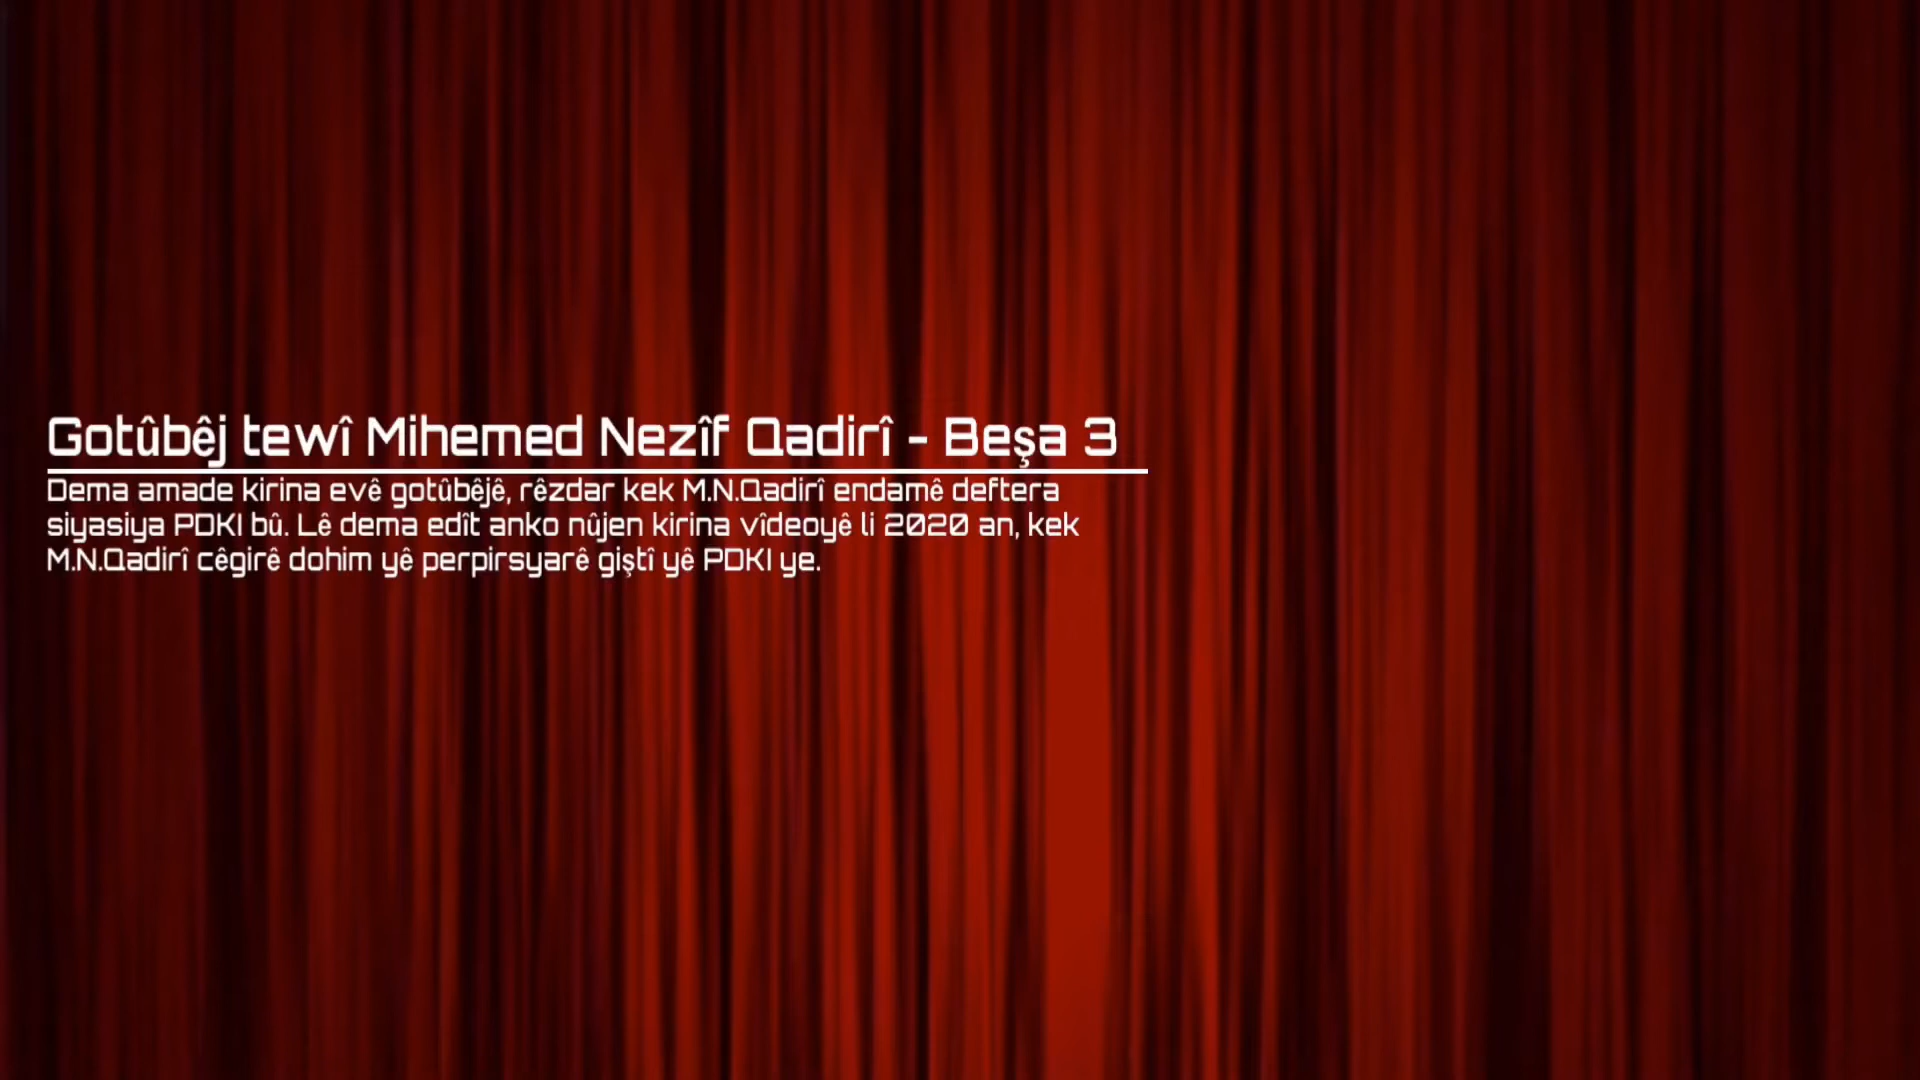 Gotûbêj tewî Mihemed Nezîf Qadirî - Beşa 3
Dema amade kirina evê gotûbêjê, rêzdar kek M.N.Qadirî endamê deftera
siyasiya PDKI bû. Lê dema edît anko nûjen kirina vîdeoyê li 2020 an, kek
M.N.Qadirî cêgirê dohim yê perpirsyarê giştî yê PDKI ye.